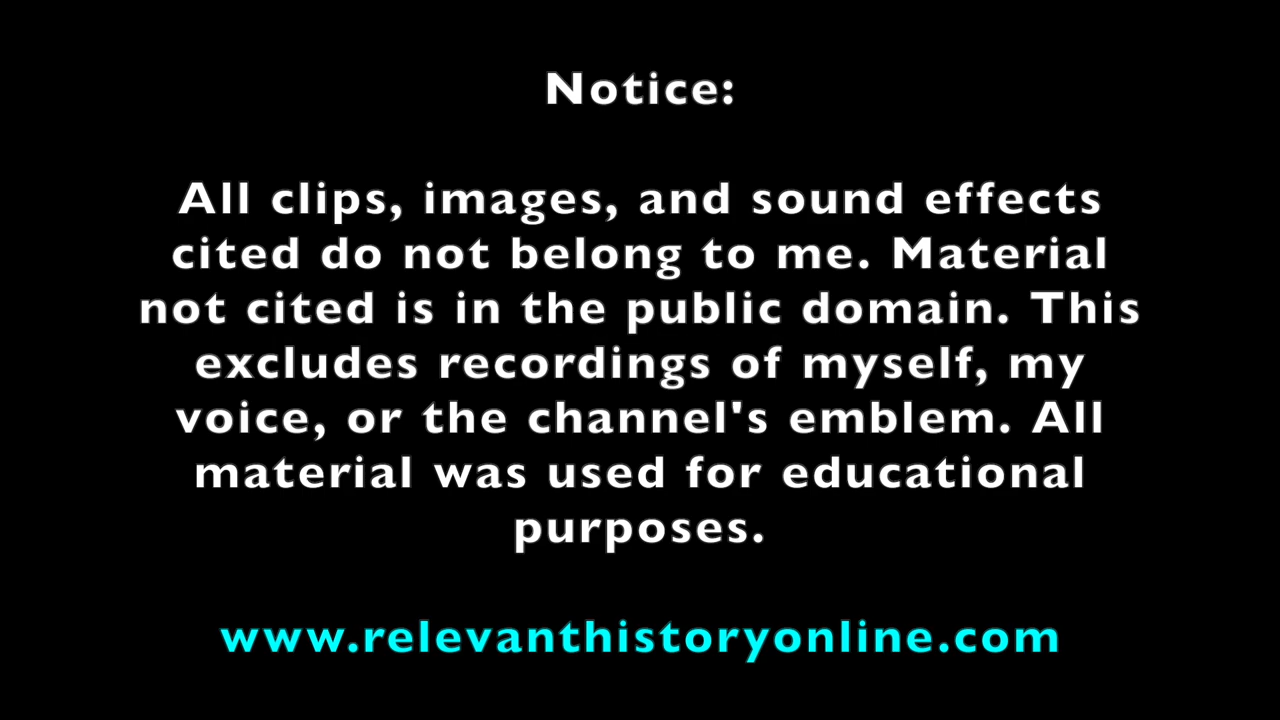 Notice:
All clips, images, and sound effects
cited do not belong to me. Material
not cited is in the public domain. This
excludes recordings of myself, my
voice, or the channel's emblem. All
material was used for educational
purposes.
www.relevanthistoryonline.com